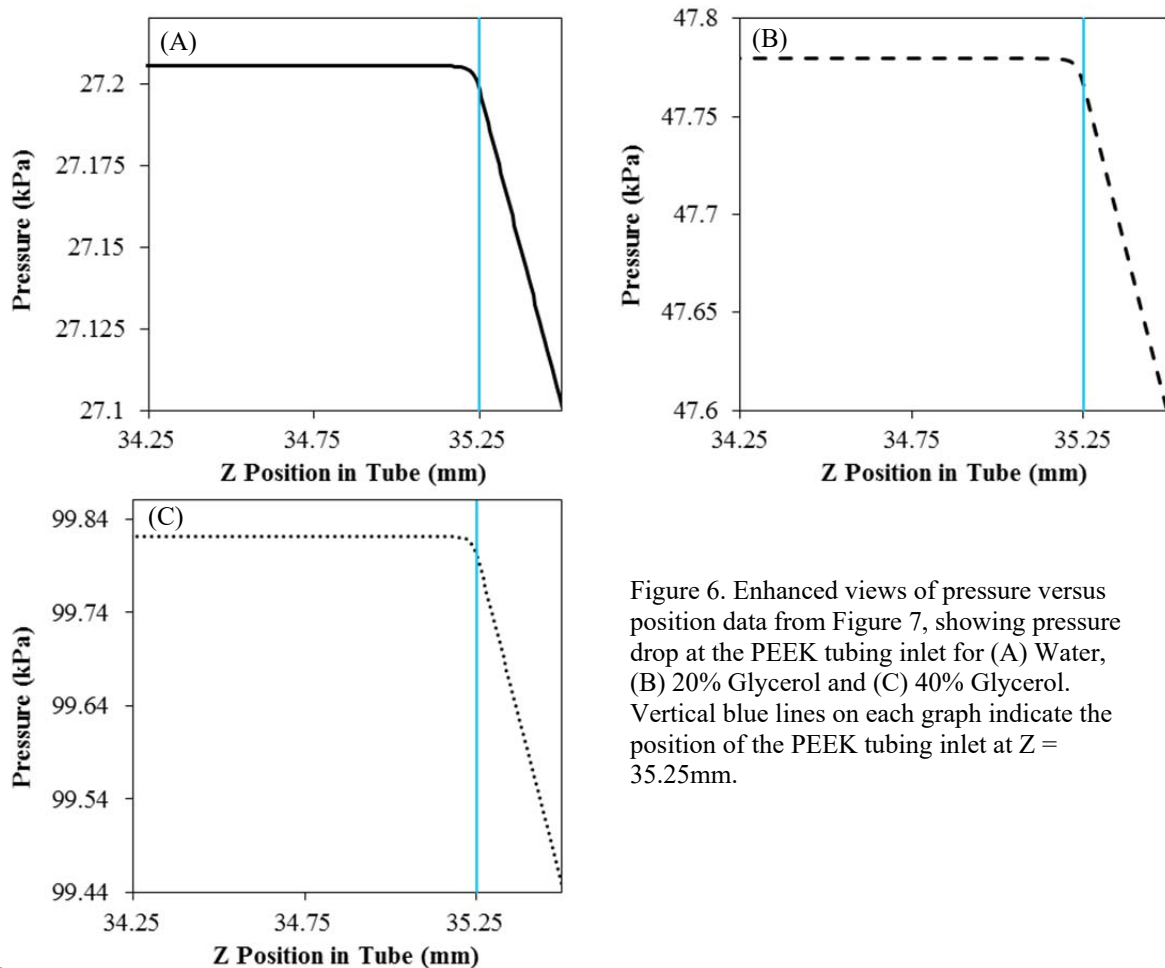 (A)
27.2
27.175
27.15
27.125
27.1
Pressure (kPa)
34.25 34.75 35.25
Z Position in Tube (mm)
(B)
47.8
47.75
47.7
47.65
47.6
Pressure (kPa)
34.25 34.75 35.25
Z Position in Tube (mm)
(C)
99.84
99.74
99.64
99.54
99.44
Pressure (kPa)
34.25 34.75 35.25
Z Position in Tube (mm)
Figure 6. Enhanced views of pressure versus
position data from Figure 7, showing pressure
drop at the PEEK tubing inlet for (A) Water,
(B) 20% Glycerol and (C) 40% Glycerol.
Vertical blue lines on each graph indicate the
position of the PEEK tubing inlet at Z =
35.25mm.